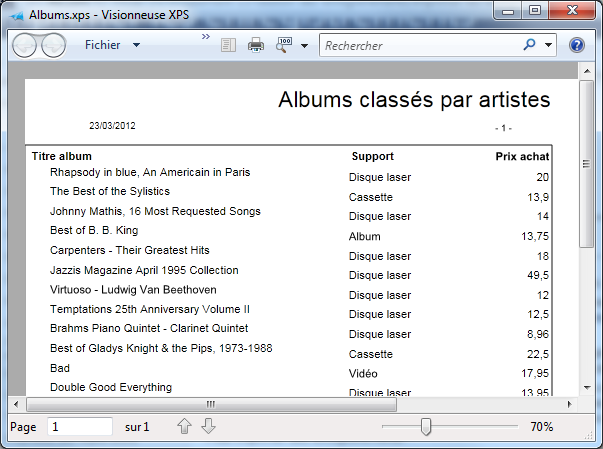 Albums.xps - Visionneuse XPS
Fichier » 100 Rechercher
Albums classés par artistes
23/03/2012 - 1 -
Titre album Support Prix achat
Rhapsody in blue, An Americain in Paris Disque laser 20
The Best of the Sylistics Cassette 13,9
Johnny Mathis, 16 Most Requested Songs Disque laser 14
Best of B. B. King Album 13,75
Carpenters - Their Greatest Hits Disque laser 18
Jazzis Magazine April 1995 Collection Disque laser 49,5
Virtuoso - Ludwig Van Beethoven Disque laser 12
Temptations 25th Anniversary Volume II Disque laser 12,5
Brahms Piano Quintet - Clarinet Quintet Disque laser 8,96
Best of Gladys Knight & the Pips, 1973-1988 Cassette 22,5
Bad Vidéo 17,95
Double Good Everything Disque laser 13,95
Page 1 sur 1 70%